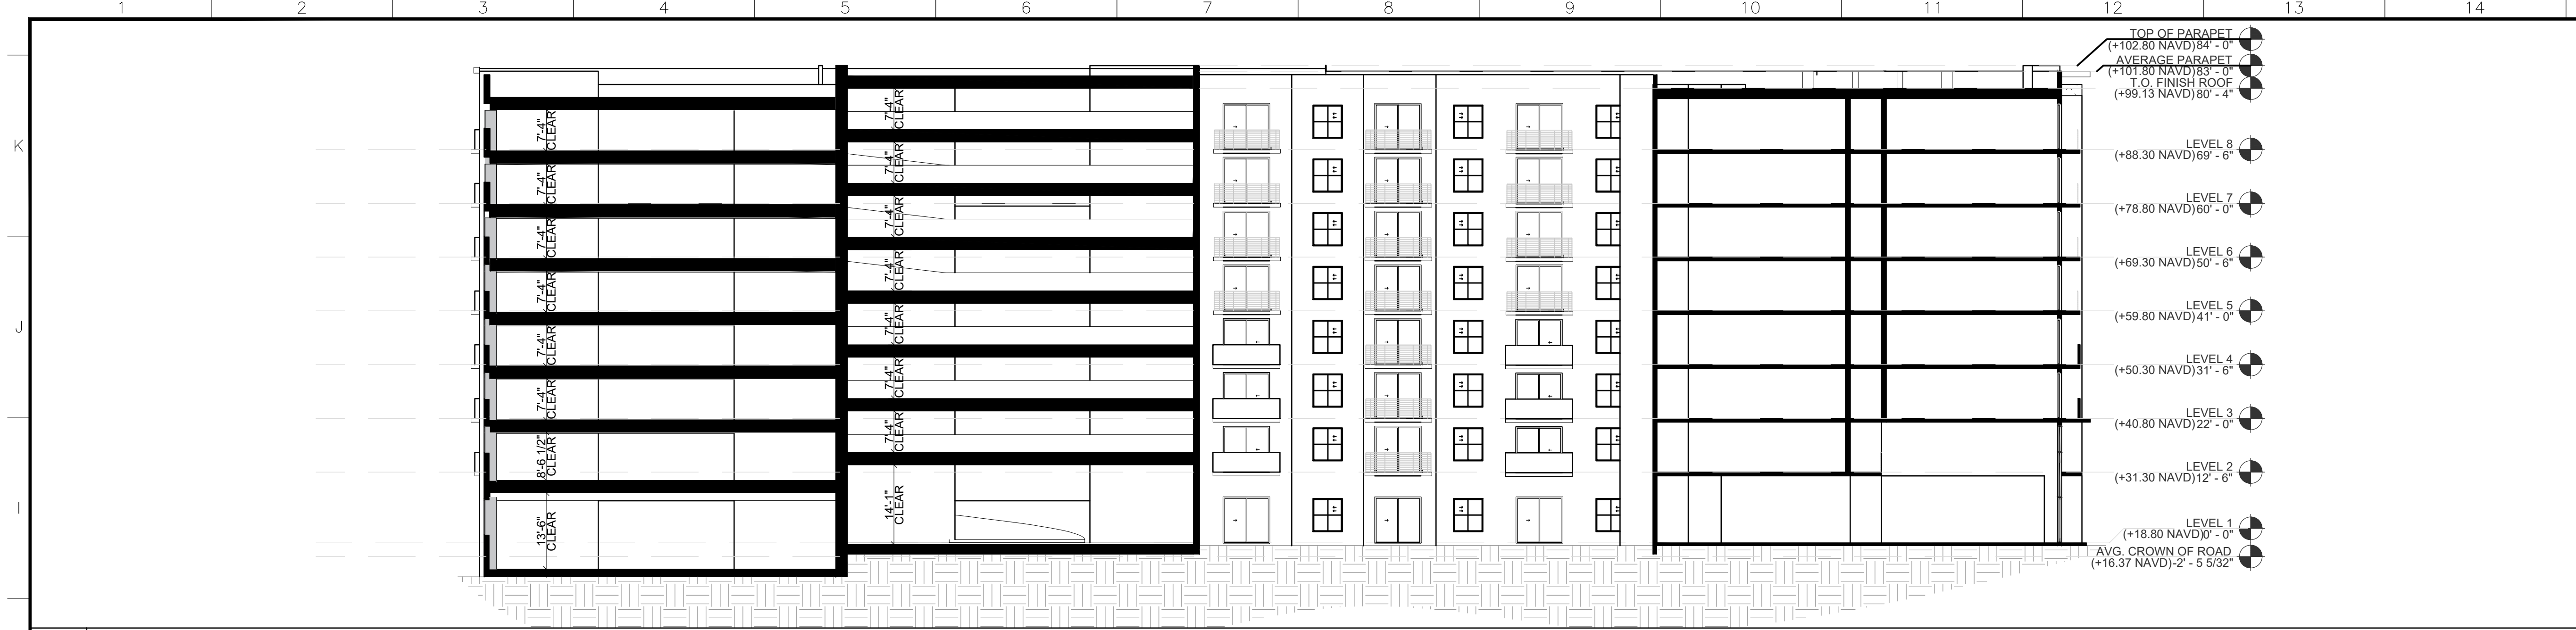 1 2 3 4 5 6 7 8 9 10 11 12 13 14
K
J
I
TOP OF PARAPET
(+102.80 NAVD) 84' - 0"
AVERAGE PARAPET
(+101.80 NAVD) 83' - 0"
T.O. FINISH ROOF
(+99.13 NAVD) 80' - 4"
LEVEL 8
(+88.30 NAVD) 69' - 6"
LEVEL 7
(+78.80 NAVD) 60' - 0"
LEVEL 6
(+69.30 NAVD) 50' - 6"
LEVEL 5
(+59.80 NAVD) 41' - 0"
LEVEL 4
(+50.30 NAVD) 31' - 6"
LEVEL 3
(+40.80 NAVD) 22' - 0"
LEVEL 2
(+31.30 NAVD) 12' - 6"
LEVEL 1
(+18.80 NAVD) 0' - 0"
AVG. CROWN OF ROAD
(+16.37 NAVD) -2' - 5 5/32"
7'-4"
CLEAR
7'-4"
CLEAR
7'-4"
CLEAR
7'-4"
CLEAR
7'-4"
CLEAR
7'-4"
CLEAR
8'-6 1/2"
CLEAR
13'-6"
CLEAR
7'-4"
CLEAR
7'-4"
CLEAR
7'-4"
CLEAR
7'-4"
CLEAR
7'-4"
CLEAR
7'-4"
CLEAR
7'-4"
CLEAR
14'-1"
CLEAR